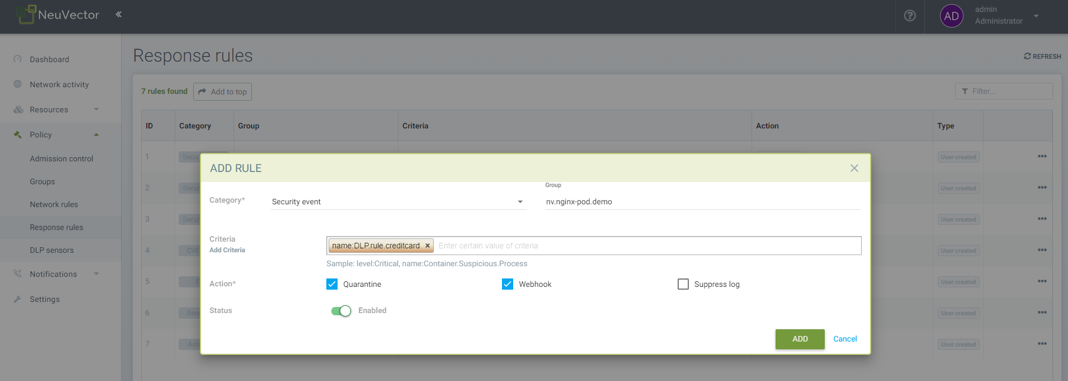 NeuVector «
AD admin
Administrator
Dashboard
Network activity
Resources
Policy
Admission control
Groups
Network rules
Response rules
DLP sensors
Notifications
Settings
Response rules
REFRESH
7 rules found Add to top Filter...
ID Category Group Criteria Action Type
1 User created
2 User created
3 User created
4 User created
5 User created
6 User created
7 User created
ADD RULE
Category* Security event
Group
nv.nginx-pod.demo
Criteria
Add Criteria
name:DLP.rule.creditcard × Enter certain value of criteria
Sample: level:Critical, name:Container.Suspicious.Process
Action* Quarantine Webhook Suppress log
Status Enabled
ADD Cancel